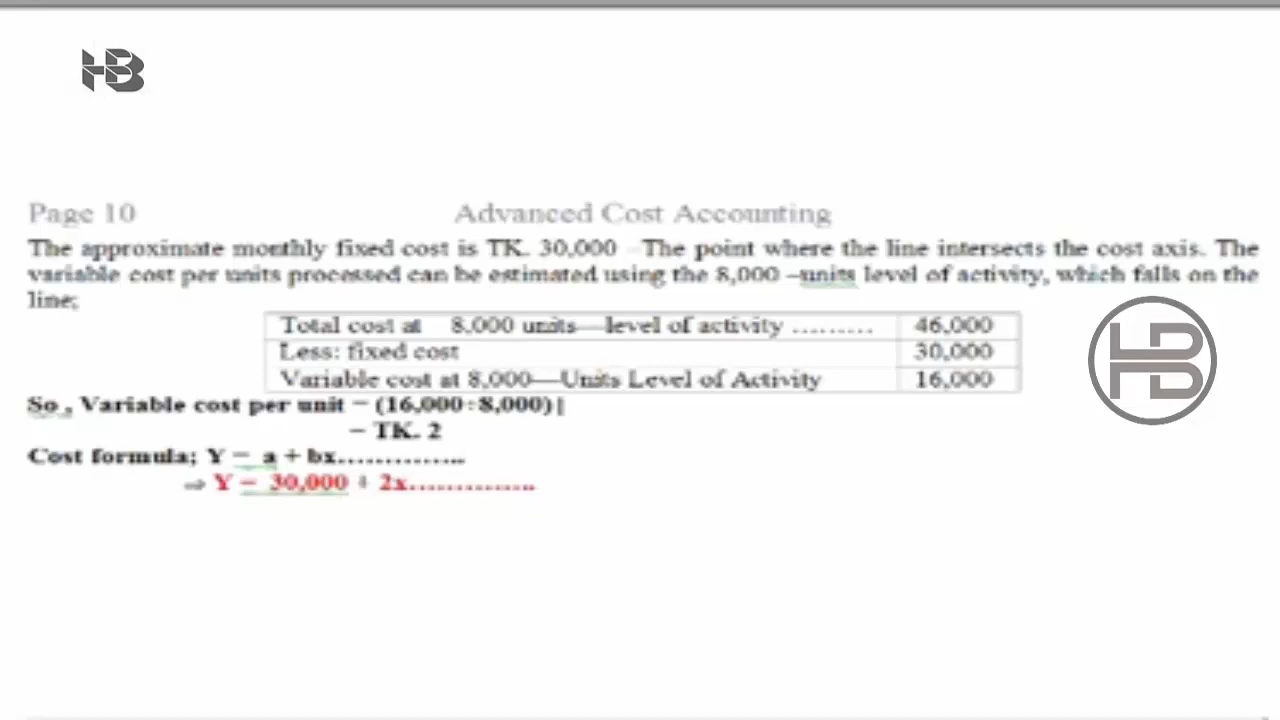 HB
Page 10 Advanced Cost Accounting
The approximate monthly fixed cost is TK. 30,000 –The point where the line intersects the cost axis. The
variable cost per units processed can be estimated using the 8,000 –units level of activity, which falls on the
line;
Total cost at 8,000 units—level of activity ......... 46,000
Less: fixed cost 30,000
Variable cost at 8,000—Units Level of Activity 16,000
So , Variable cost per unit = (16,000÷8,000)
= TK. 2
Cost formula; Y = a + bx..............
⇒ Y = 30,000 + 2x..............
HB